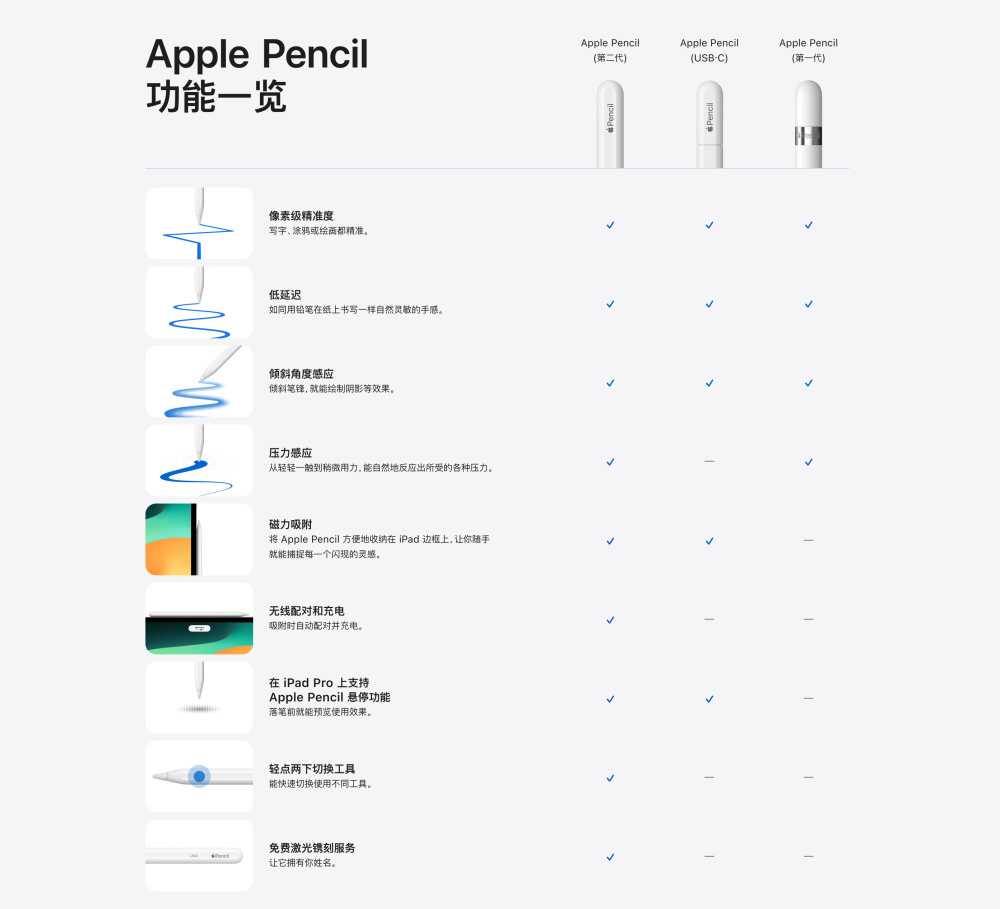 Apple Pencil
功能一览
Apple Pencil
(第二代)
Apple Pencil
(USB-C)
Apple Pencil
(第一代)
Pencil
Pencil
像素级精准度
写字、涂鸦或绘画都精准。
低延迟
如同用铅笔在纸上书写一样自然灵敏的手感。
倾斜角度感应
倾斜笔锋，就能绘制阴影等效果。
压力感应
从轻轻一触到稍微用力，能自然地反应出所受的各种压力。
磁力吸附
将 Apple Pencil 方便地收纳在 iPad 边框上，让你随手
就能捕捉每一个闪现的灵感。
无线配对和充电
吸附时自动配对并充电。
在 iPad Pro 上支持
Apple Pencil 悬停功能
落笔前就能预览使用效果。
轻点两下切换工具
能快速切换使用不同工具。
免费激光镌刻服务
让它拥有你姓名。
Pencil